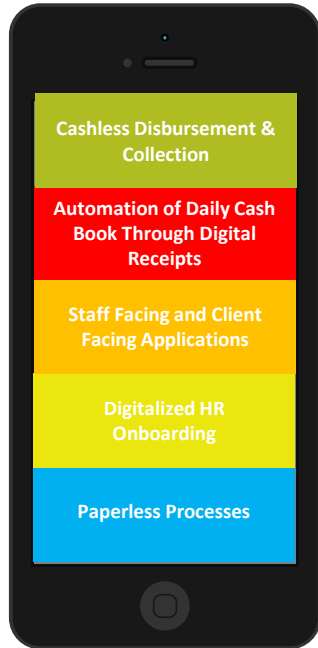 Cashless Disbursement &
Collection
Automation of Daily Cash
Book Through Digital
Receipts
Staff Facing and Client
Facing Applications
Digitalized HR
Onboarding
Paperless Processes